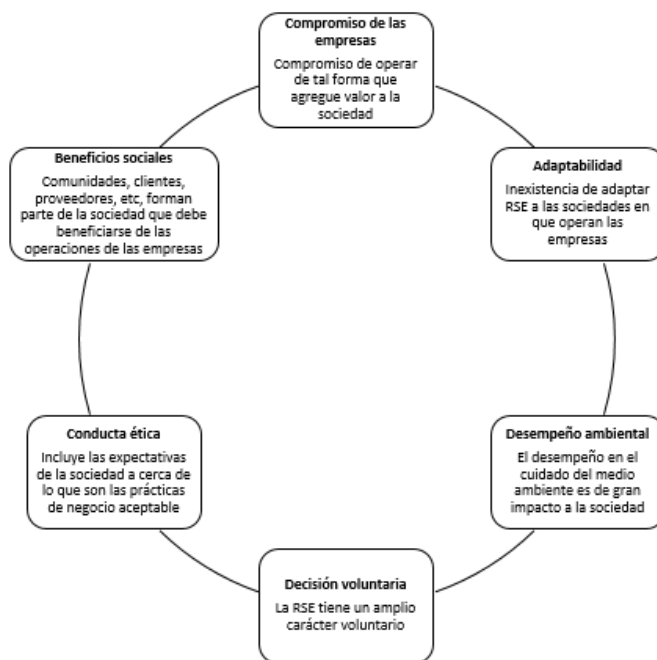 Compromiso de las
empresas
Compromiso de operar
de tal forma que
agregue valor a la
sociedad
Adaptabilidad
Inexistencia de adaptar
RSE a las sociedades en
que operan las
empresas
Desempeño ambiental
El desempeño en el
cuidado del medio
ambiente es de gran
impacto a la sociedad
Decisión voluntaria
La RSE tiene un amplio
carácter voluntario
Conducta ética
Incluye las expectativas
de la sociedad a cerca de
lo que son las prácticas
de negocio aceptable
Beneficios sociales
Comunidades, clientes,
proveedores, etc, forman
parte de la sociedad que debe
beneficiarse de las
operaciones de las empresas